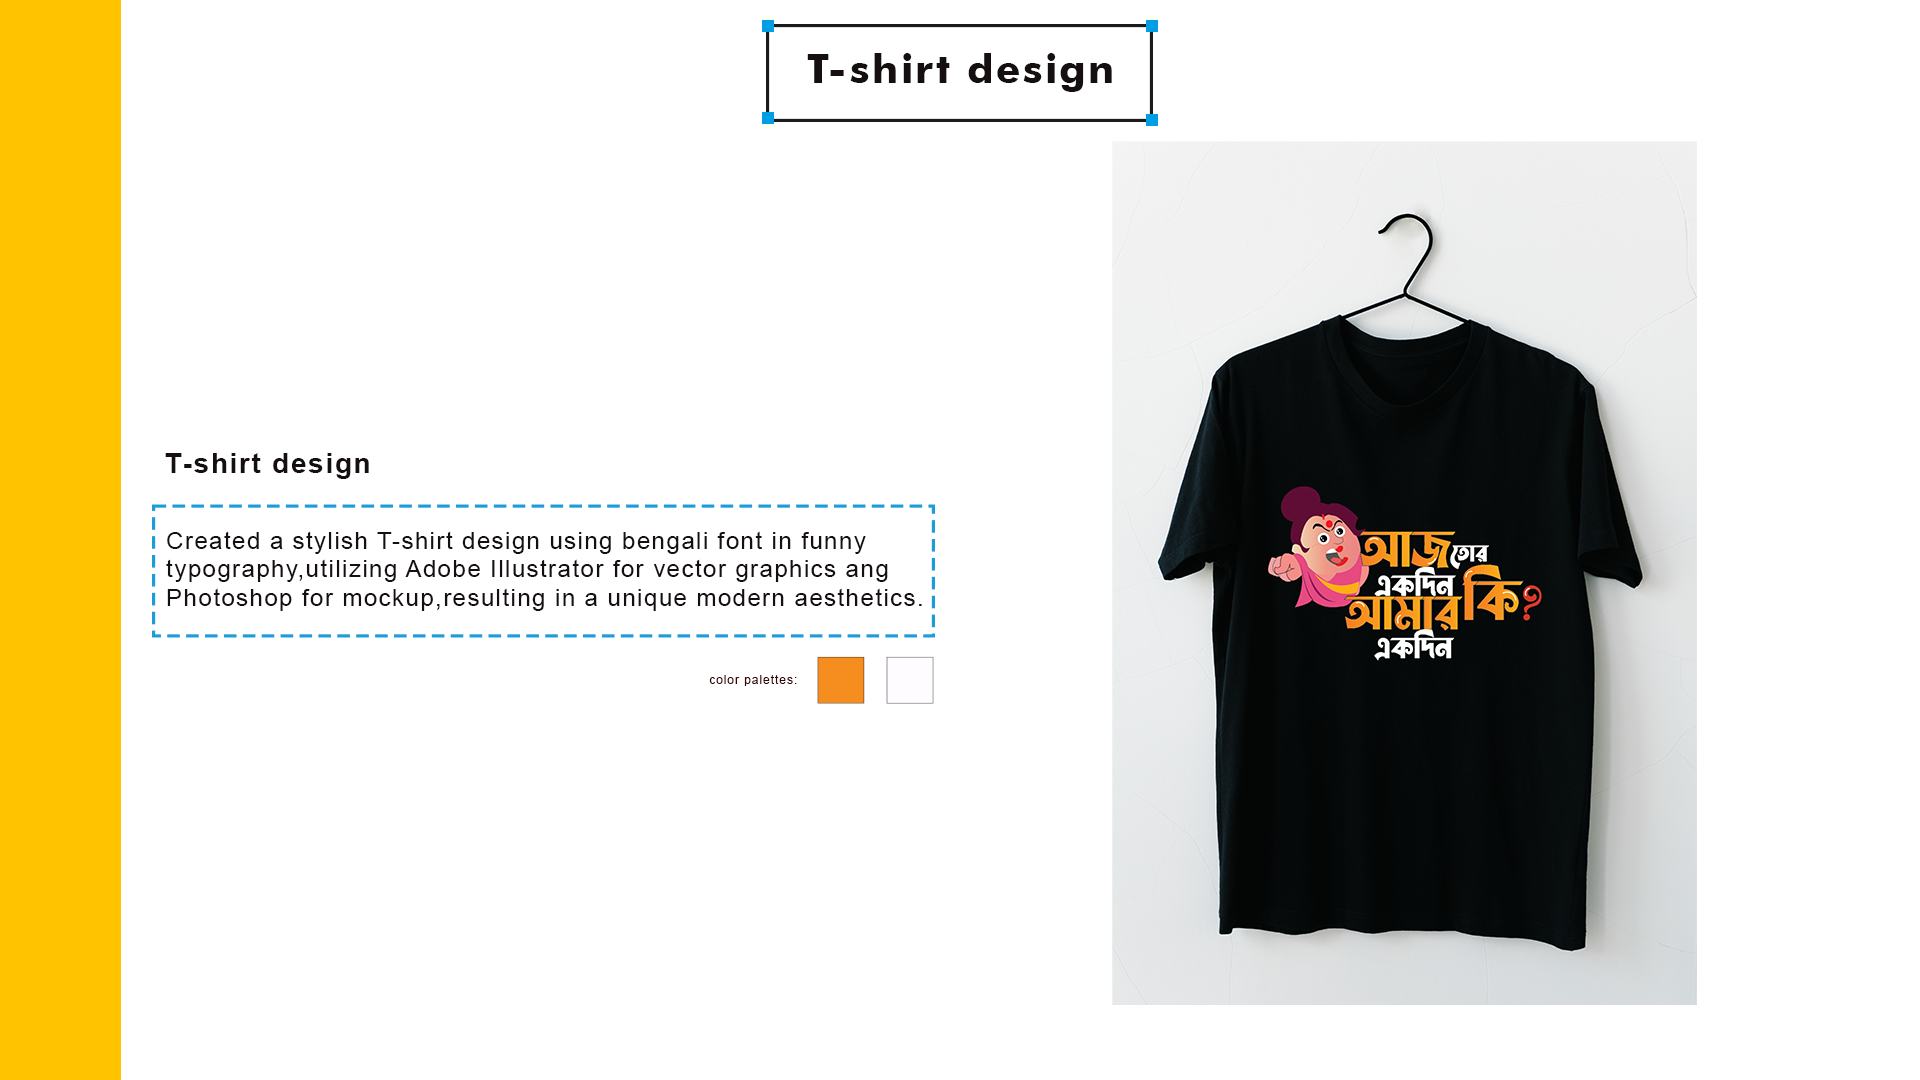 T-shirt design
T-shirt design
Created a stylish T-shirt design using bengali font in funny
typography,utilizing Adobe Illustrator for vector graphics ang
Photoshop for mockup,resulting in a unique modern aesthetics.
color palettes:
আজ তোর
একদিন
আমার কি?
একদিন